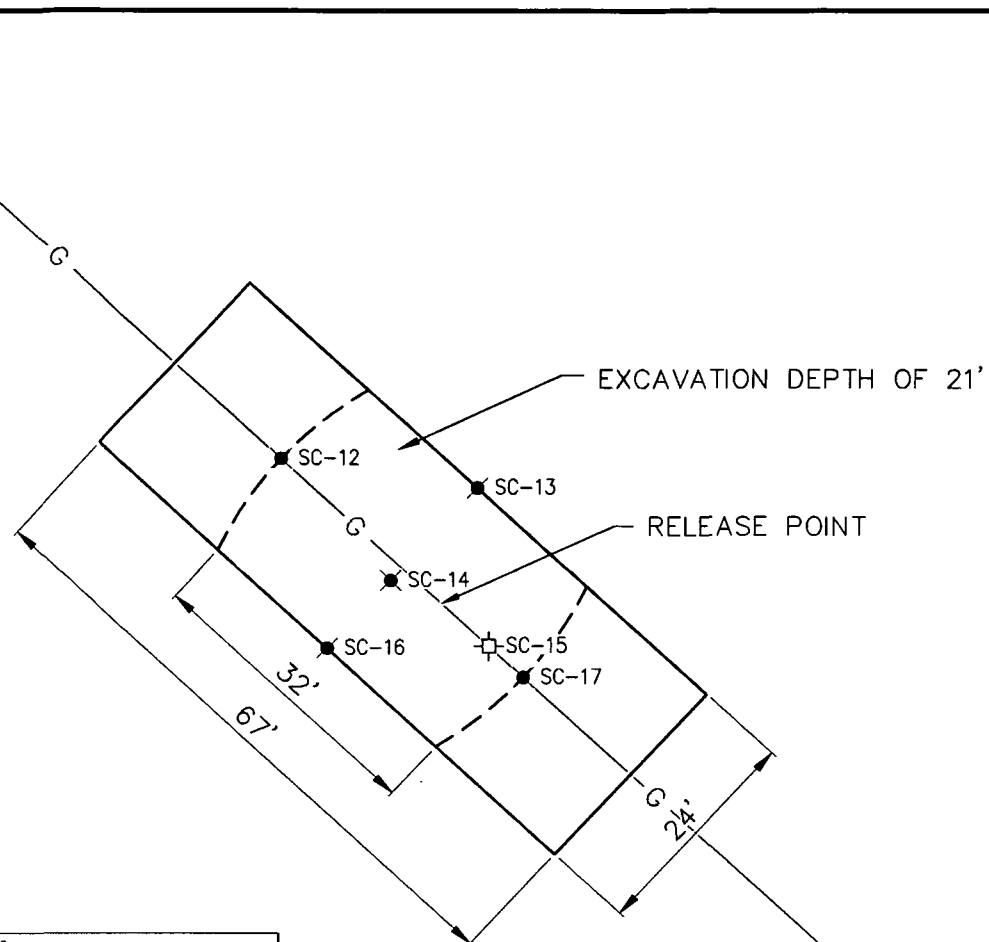 G
EXCAVATION DEPTH OF 21'
SC-12
SC-13
G
RELEASE POINT
SC-14
SC-15
SC-16
SC-17
32'
67'
G
24'